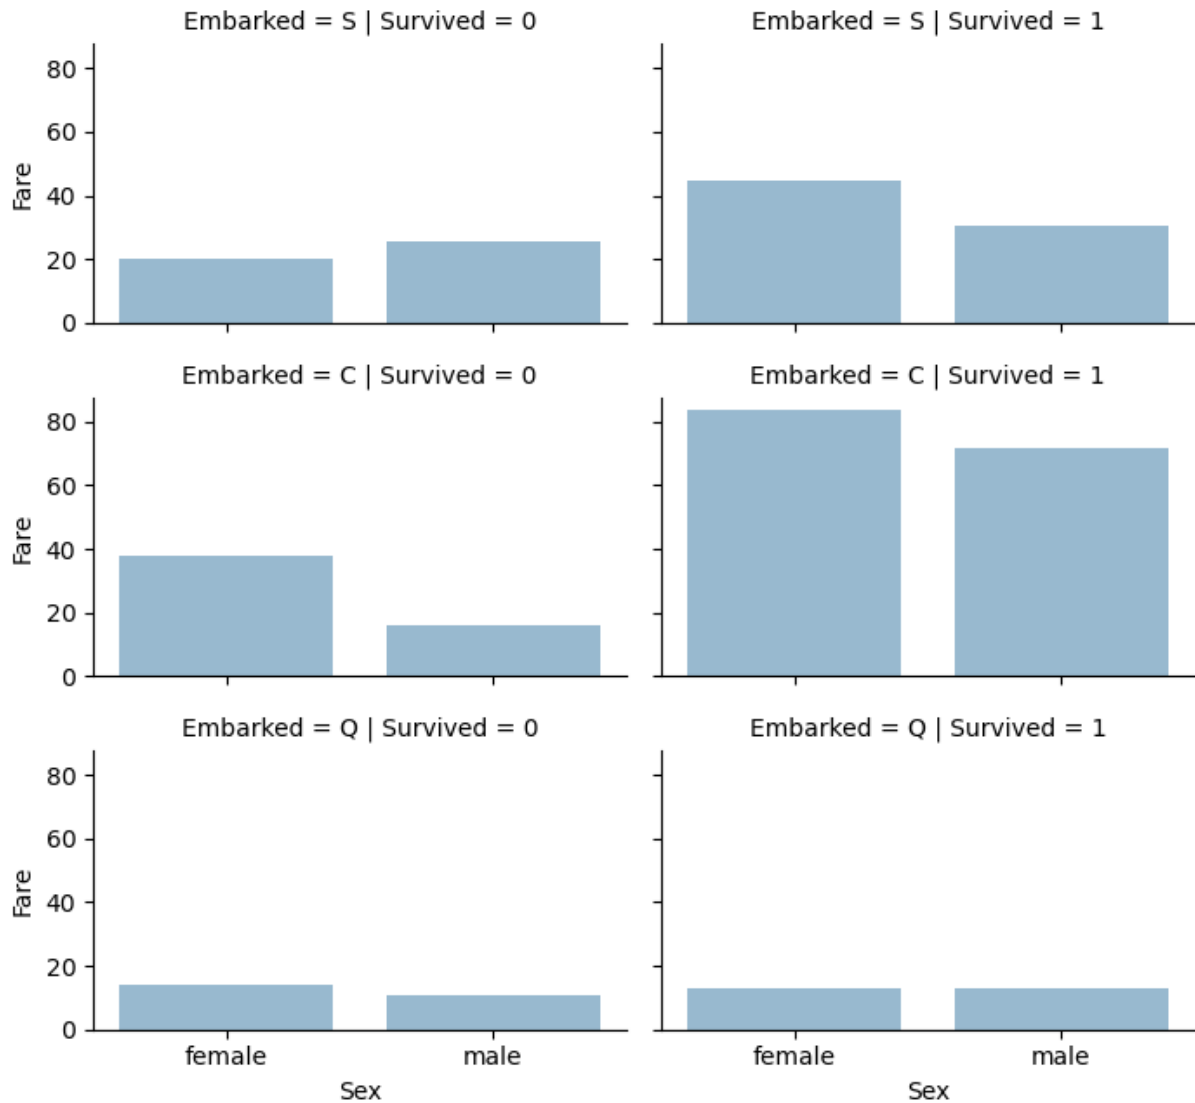 Embarked = S | Survived = 0
Embarked = S | Survived = 1
80
60
40
20
0
Fare
Embarked = C | Survived = 0
Embarked = C | Survived = 1
80
60
40
20
0
Fare
Embarked = Q | Survived = 0
Embarked = Q | Survived = 1
80
60
40
20
0
Fare
female
male
female
male
Sex
Sex